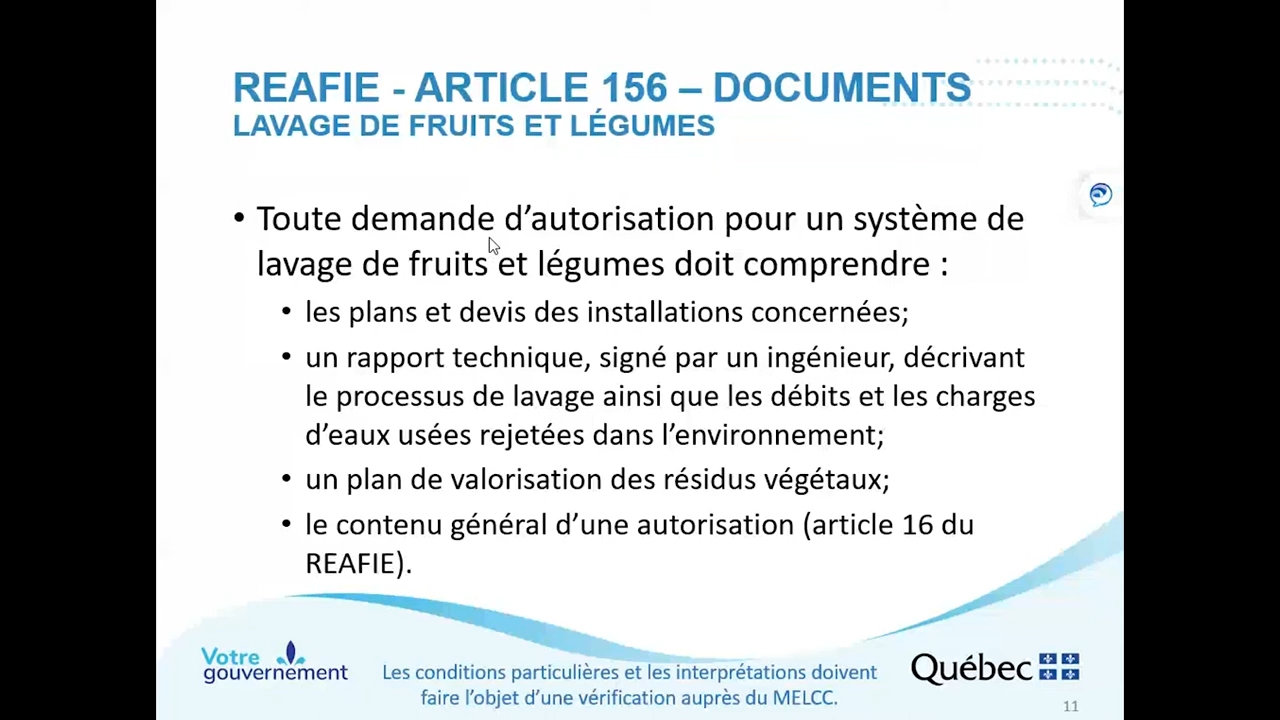 REAFIE - ARTICLE 156 – DOCUMENTS
LAVAGE DE FRUITS ET LÉGUMES
• Toute demande d’autorisation pour un système de
lavage de fruits et légumes doit comprendre :
• les plans et devis des installations concernées;
• un rapport technique, signé par un ingénieur, décrivant
le processus de lavage ainsi que les débits et les charges
d’eaux usées rejetées dans l’environnement;
• un plan de valorisation des résidus végétaux;
• le contenu général d’une autorisation (article 16 du
REAFIE).
Votre
gouvernement
Les conditions particulières et les interprétations doivent
faire l’objet d’une vérification auprès du MELCC.
Québec
11